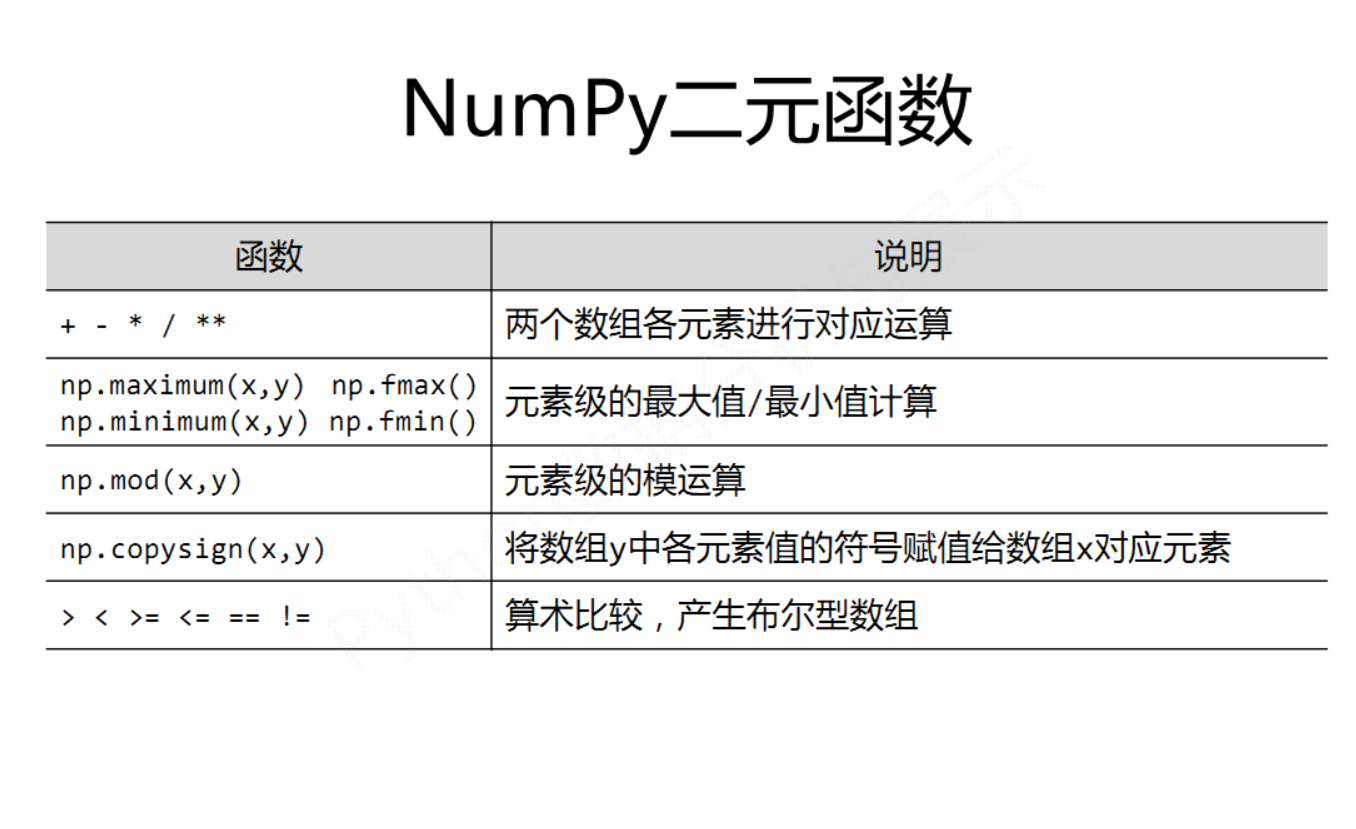 NumPy二元函数
函数 说明
+ - * / ** 两个数组各元素进行对应运算
np.maximum(x,y) np.fmax()
np.minimum(x,y) np.fmin()
元素级的最大值/最小值计算
np.mod(x,y) 元素级的模运算
np.copysign(x,y) 将数组y中各元素值的符号赋值给数组x对应元素
> < >= <= == != 算术比较，产生布尔型数组